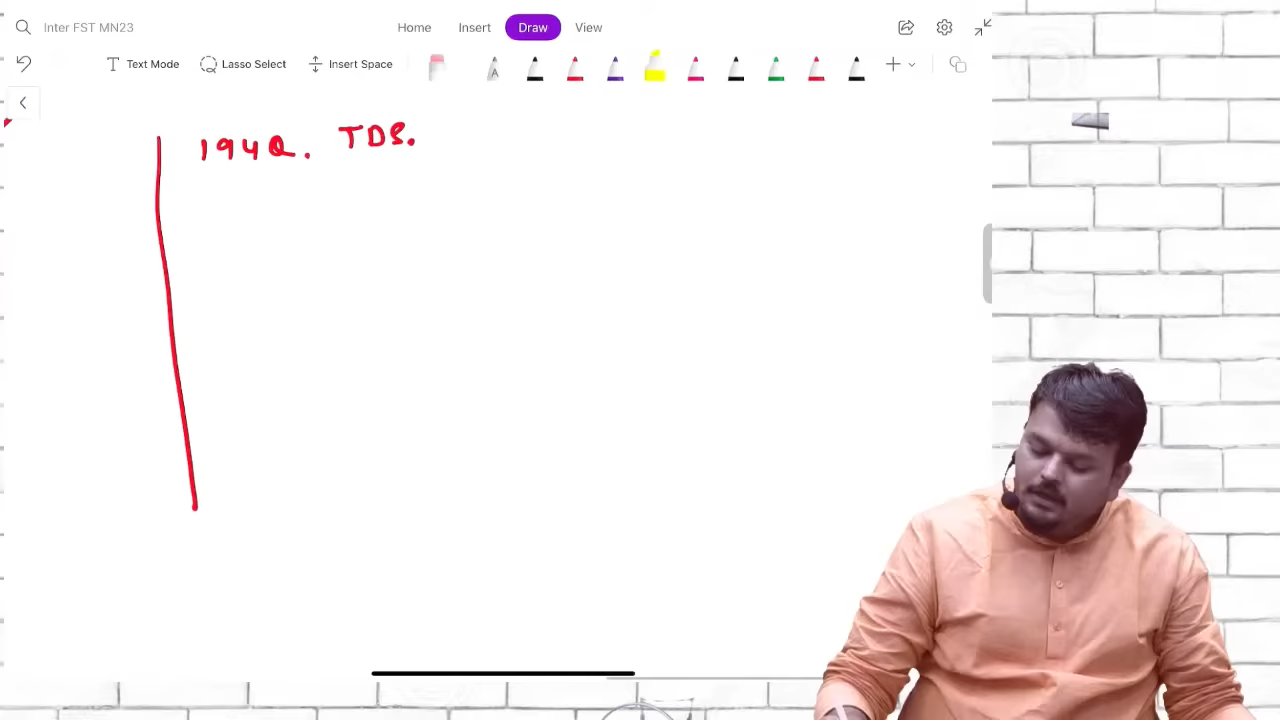 Inter FST MN23
Home Insert Draw View
Text Mode Lasso Select Insert Space
A
194Q. TDS.